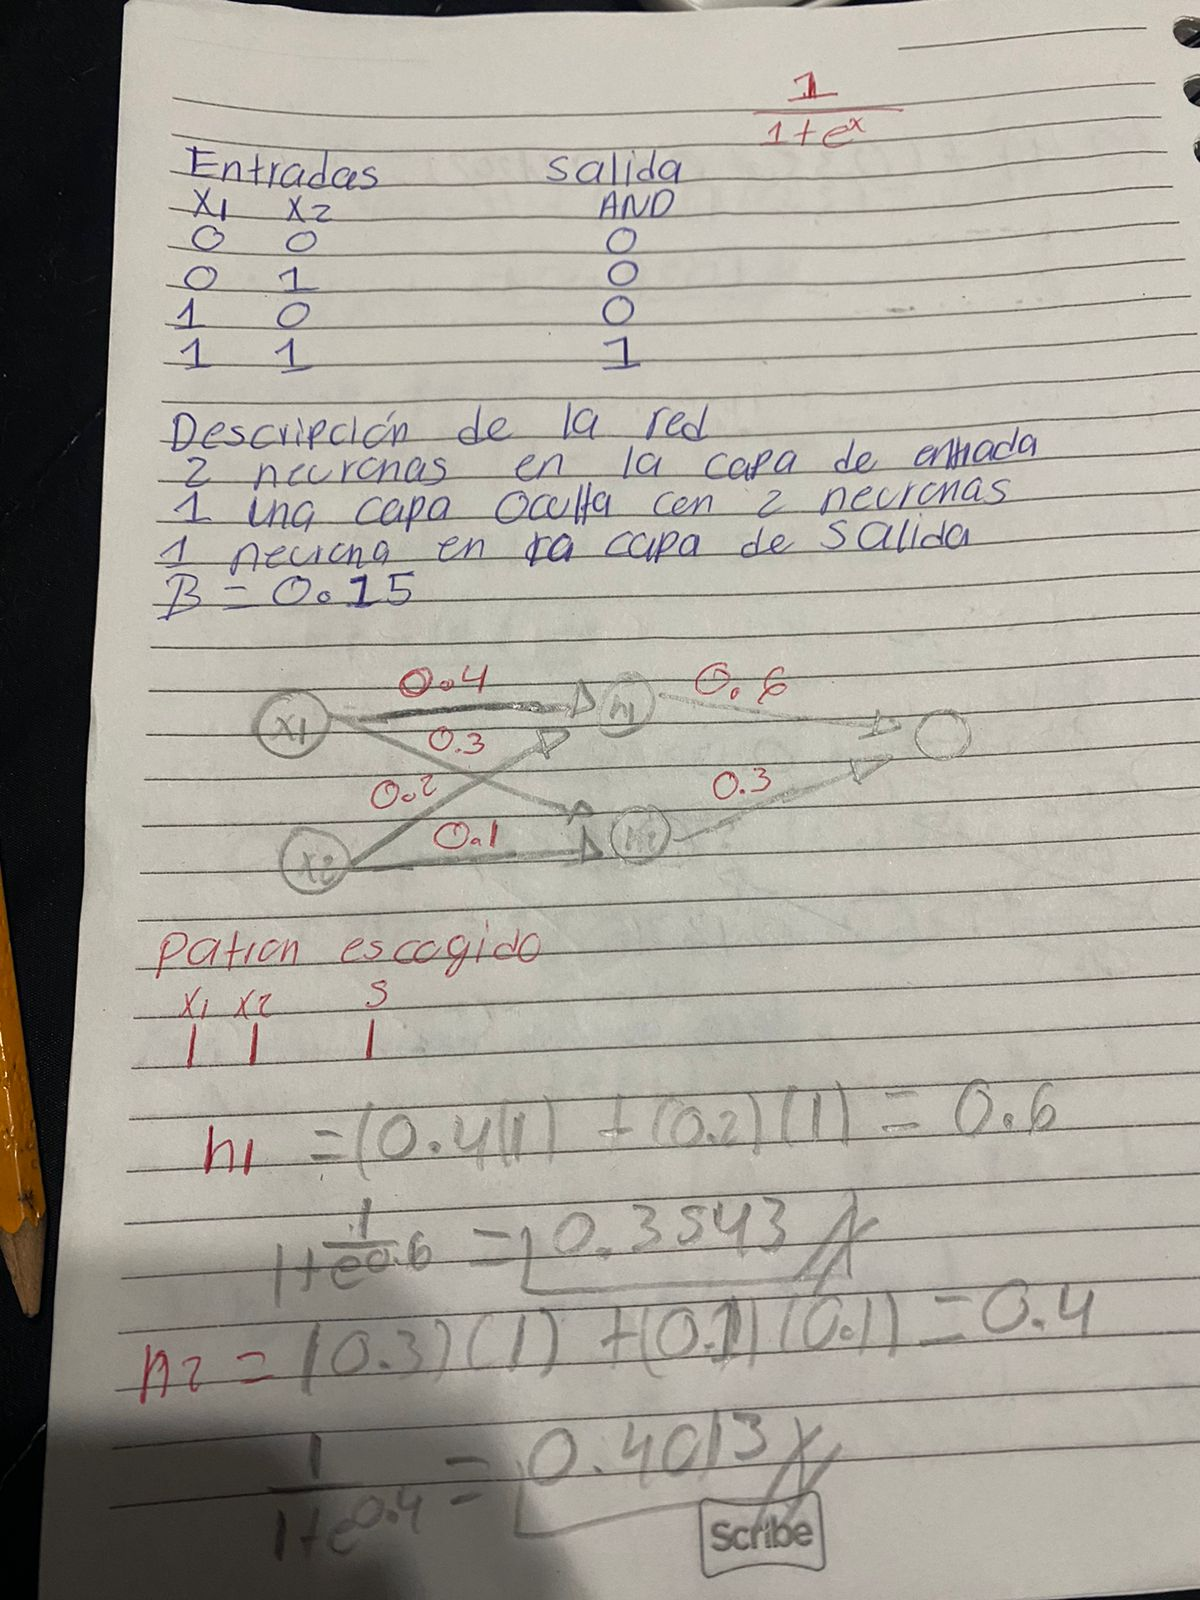 1
1+e^x
Entradas Salida
X1 X2 AND
0 0 0
0 1 0
1 0 0
1 1 1
Descripción de la red
2 neuronas en la capa de entrada
1 una capa oculta con 2 neuronas
1 neurona en la capa de salida
B = 0.15
0.4 0.6
x1 h1
0.3
0.2 0.3
0.1
x2 h2
Patron escogido
X1 X2 S
1 1 1
h1 = (0.4)(1) + (0.2)(1) = 0.6
1
1+e^0.6 = 0.3543
h2 = (0.3)(1) + (0.1)(0.1) = 0.4
1
1+e^0.4 = 0.4013
Scribe